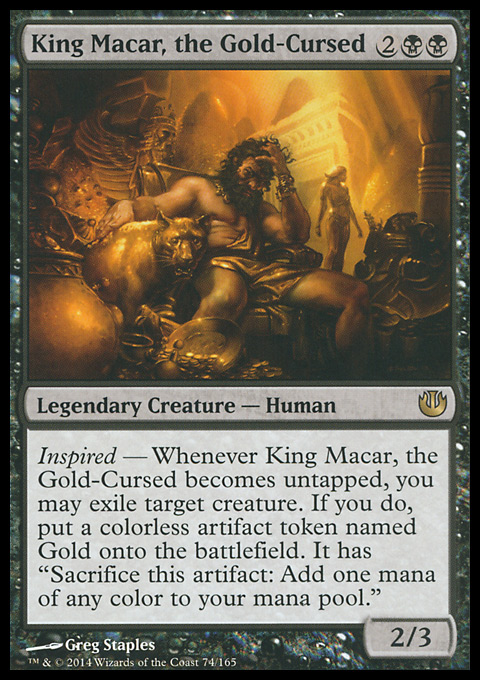 King Macar, the Gold-Cursed 2
Legendary Creature — Human
Inspired — Whenever King Macar, the
Gold-Cursed becomes untapped, you
may exile target creature. If you do,
put a colorless artifact token named
Gold onto the battlefield. It has
“Sacrifice this artifact: Add one mana
of any color to your mana pool.”
2/3
Greg Staples
™ & © 2014 Wizards of the Coast 74/165